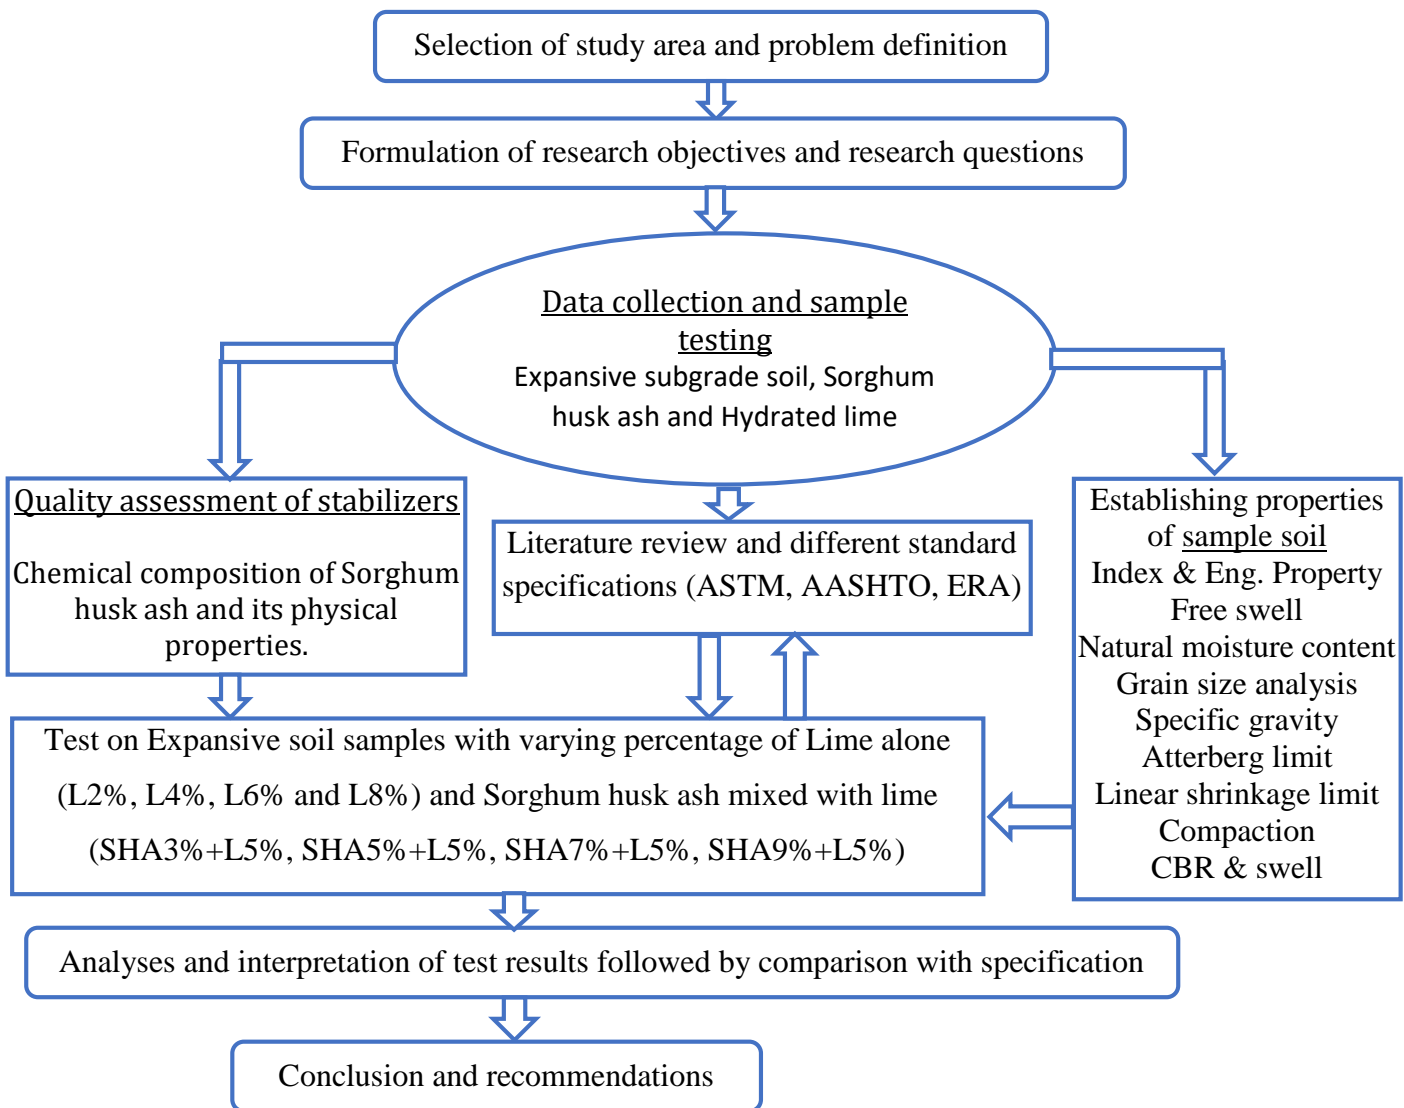 Selection of study area and problem definition
Formulation of research objectives and research questions
Data collection and sample
testing
Expansive subgrade soil, Sorghum
husk ash and Hydrated lime
Quality assessment of stabilizers
Chemical composition of Sorghum
husk ash and its physical
properties.
Literature review and different standard
specifications (ASTM, AASHTO, ERA)
Establishing properties
of sample soil
Index & Eng. Property
Free swell
Natural moisture content
Grain size analysis
Specific gravity
Atterberg limit
Linear shrinkage limit
Compaction
CBR & swell
Test on Expansive soil samples with varying percentage of Lime alone
(L2%, L4%, L6% and L8%) and Sorghum husk ash mixed with lime
(SHA3%+L5%, SHA5%+L5%, SHA7%+L5%, SHA9%+L5%)
Analyses and interpretation of test results followed by comparison with specification
Conclusion and recommendations